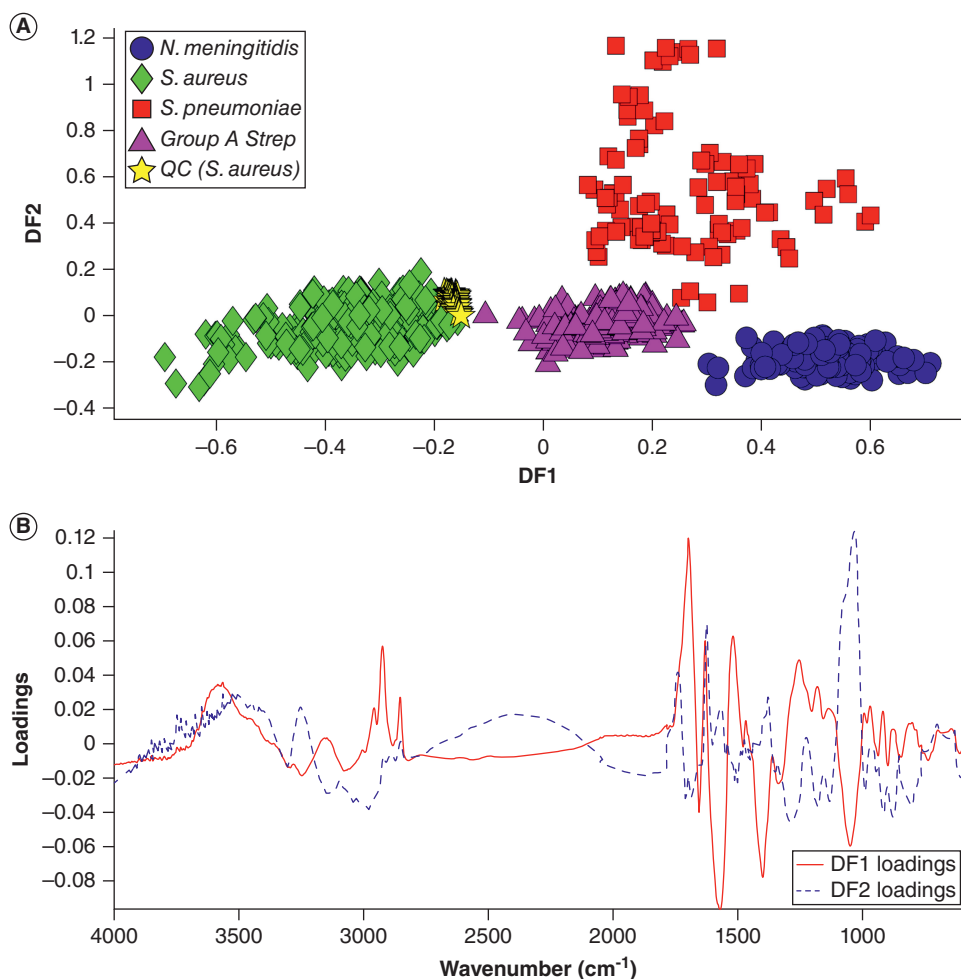 A
N. meningitidis
S. aureus
S. pneumoniae
Group A Strep
QC (S. aureus)
DF2
1.2
1
0.8
0.6
0.4
0.2
0
–0.2
–0.4
–0.6 –0.4 –0.2 0 0.2 0.4 0.6
DF1
B
Loadings
0.12
0.10
0.08
0.06
0.04
0.02
0
–0.02
–0.04
–0.06
–0.08
DF1 loadings
DF2 loadings
4000 3500 3000 2500 2000 1500 1000
Wavenumber (cm⁻¹)